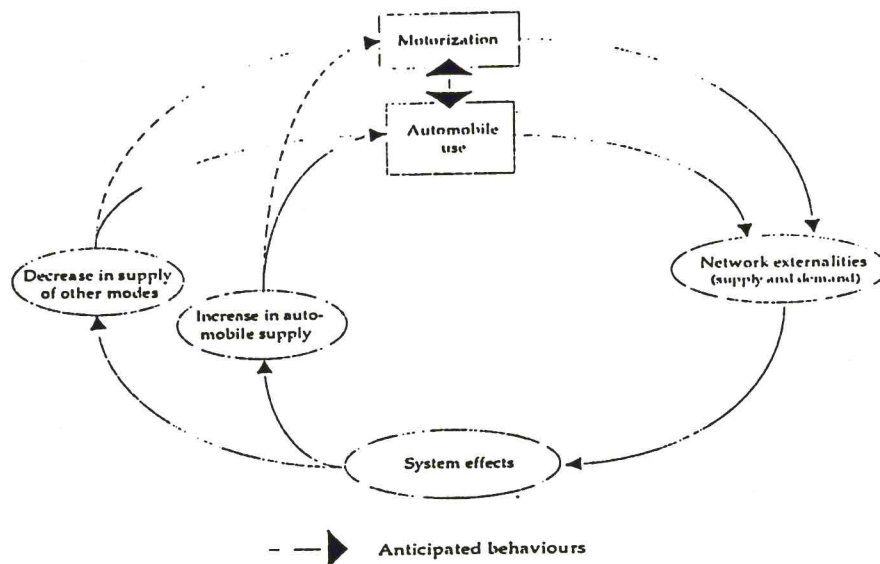 Motorization
Automobile
use
Decrease in supply
of other modes
Increase in auto-
mobile supply
Network externalities
(supply and demand)
System effects
Anticipated behaviours